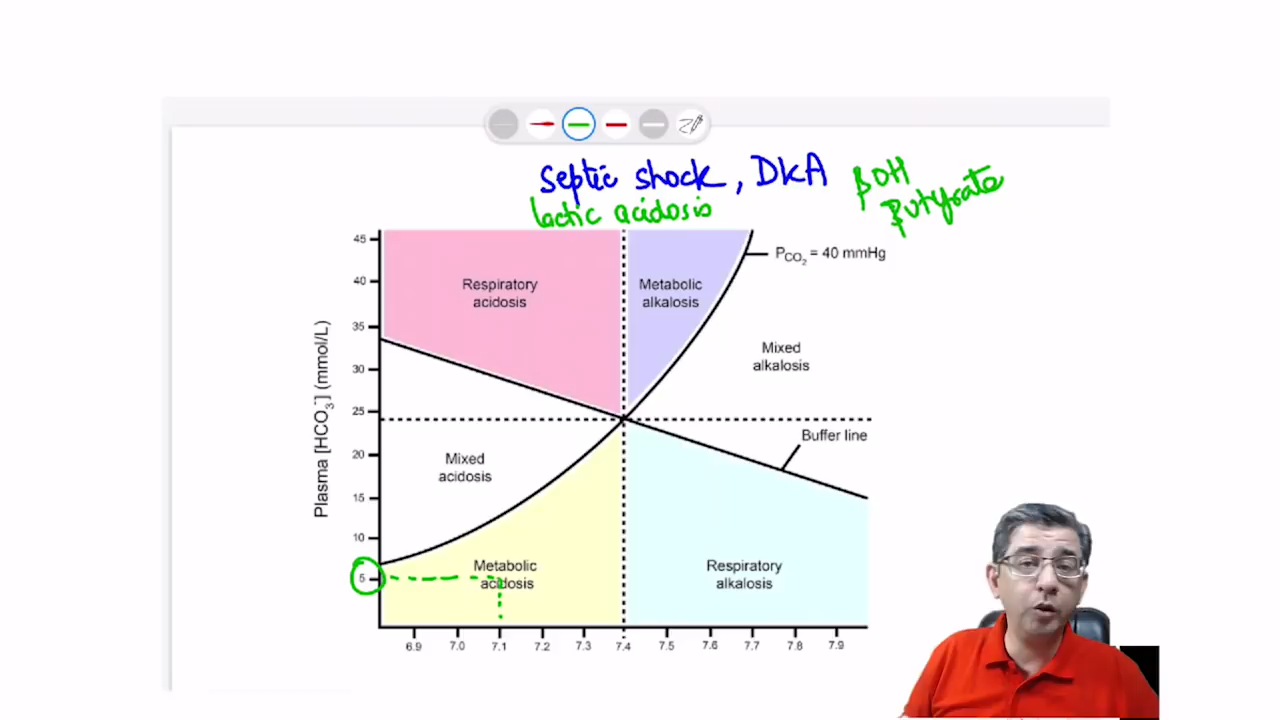 Septic shock, DKA
βOH
Butyrate
lactic acidosis
45
40
35
30
25
20
15
10
5
Plasma [HCO₃⁻] (mmol/L)
Respiratory
acidosis
Metabolic
alkalosis
PCO₂ = 40 mmHg
Mixed
alkalosis
Buffer line
Mixed
acidosis
Metabolic
acidosis
Respiratory
alkalosis
6.9 7.0 7.1 7.2 7.3 7.4 7.5 7.6 7.7 7.8 7.9